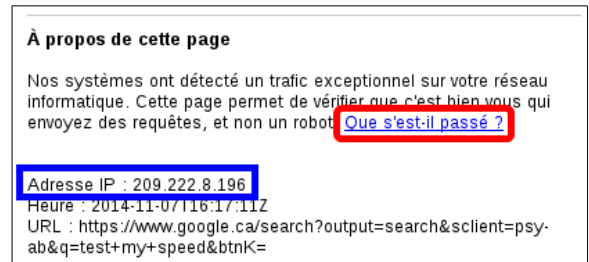 À propos de cette page
Nos systèmes ont détecté un trafic exceptionnel sur votre réseau
informatique. Cette page permet de vérifier que c'est bien vous qui
envoyez des requêtes, et non un robot. Que s'est-il passé ?
Adresse IP : 209.222.8.196
Heure : 2014-11-07T16:17:11Z
URL : https://www.google.ca/search?output=search&sclient=psy-
ab&q=test+my+speed&btnK=